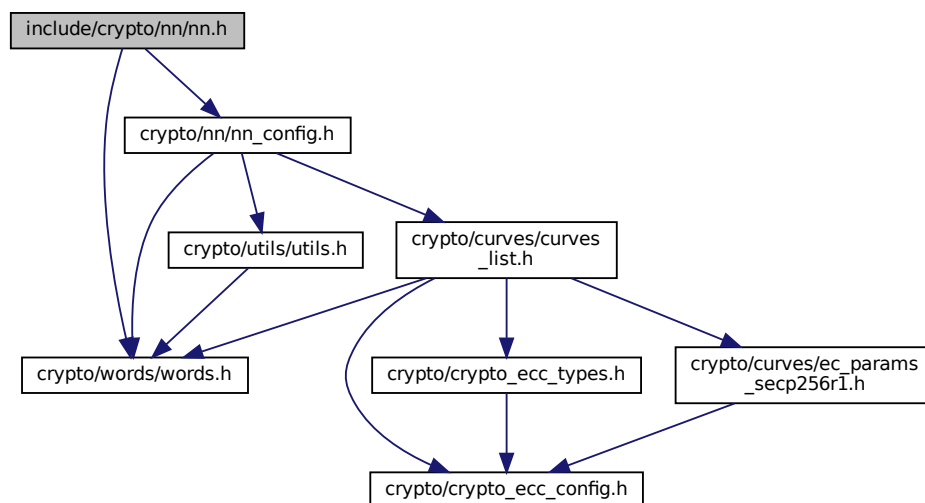 include/crypto/nn/nn.h
crypto/nn/nn_config.h
crypto/utils/utils.h
crypto/curves/curves
_list.h
crypto/words/words.h
crypto/crypto_ecc_types.h
crypto/curves/ec_params
_secp256r1.h
crypto/crypto_ecc_config.h